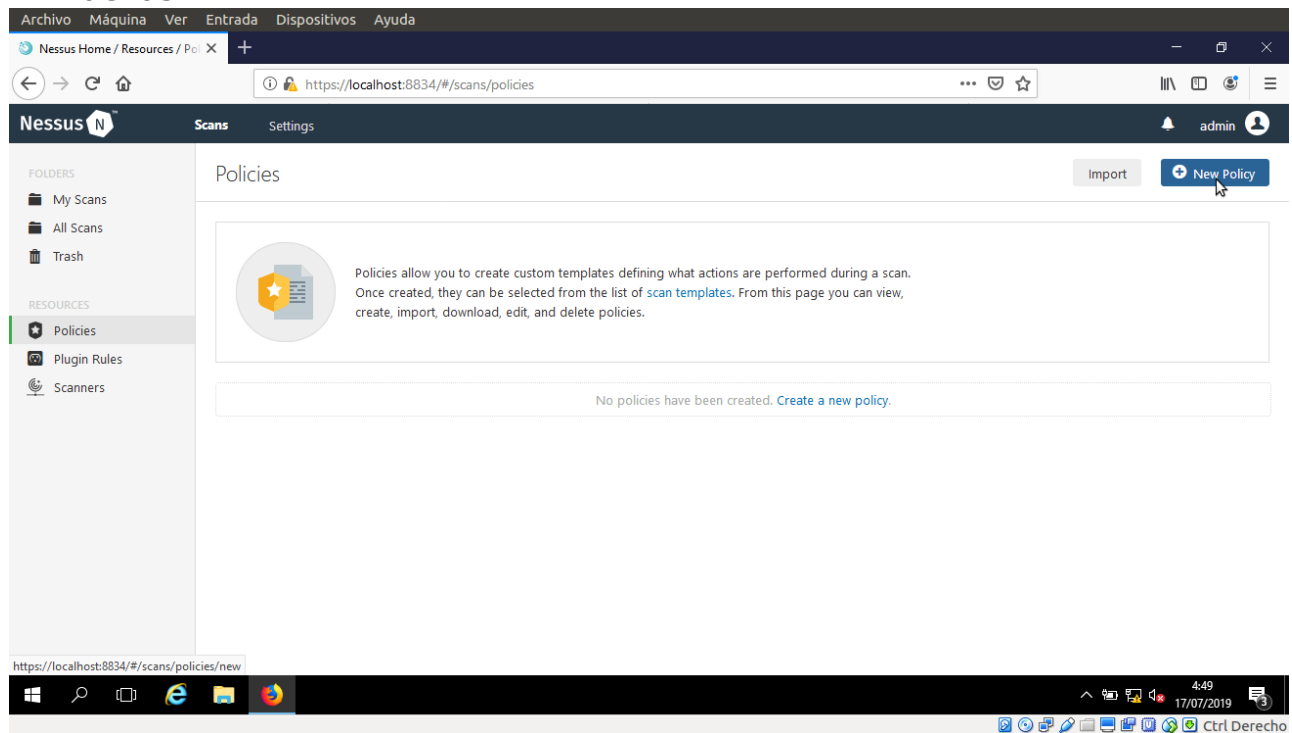 Archivo Máquina Ver Entrada Dispositivos Ayuda
Nessus Home / Resources / Pol
https://localhost:8834/#/scans/policies
Nessus N
Scans Settings
admin
FOLDERS
My Scans
All Scans
Trash
RESOURCES
Policies
Plugin Rules
Scanners
Policies
Import
New Policy
Policies allow you to create custom templates defining what actions are performed during a scan.
Once created, they can be selected from the list of scan templates. From this page you can view,
create, import, download, edit, and delete policies.
No policies have been created. Create a new policy.
https://localhost:8834/#/scans/policies/new
4:49
17/07/2019
3
Ctrl Derecho